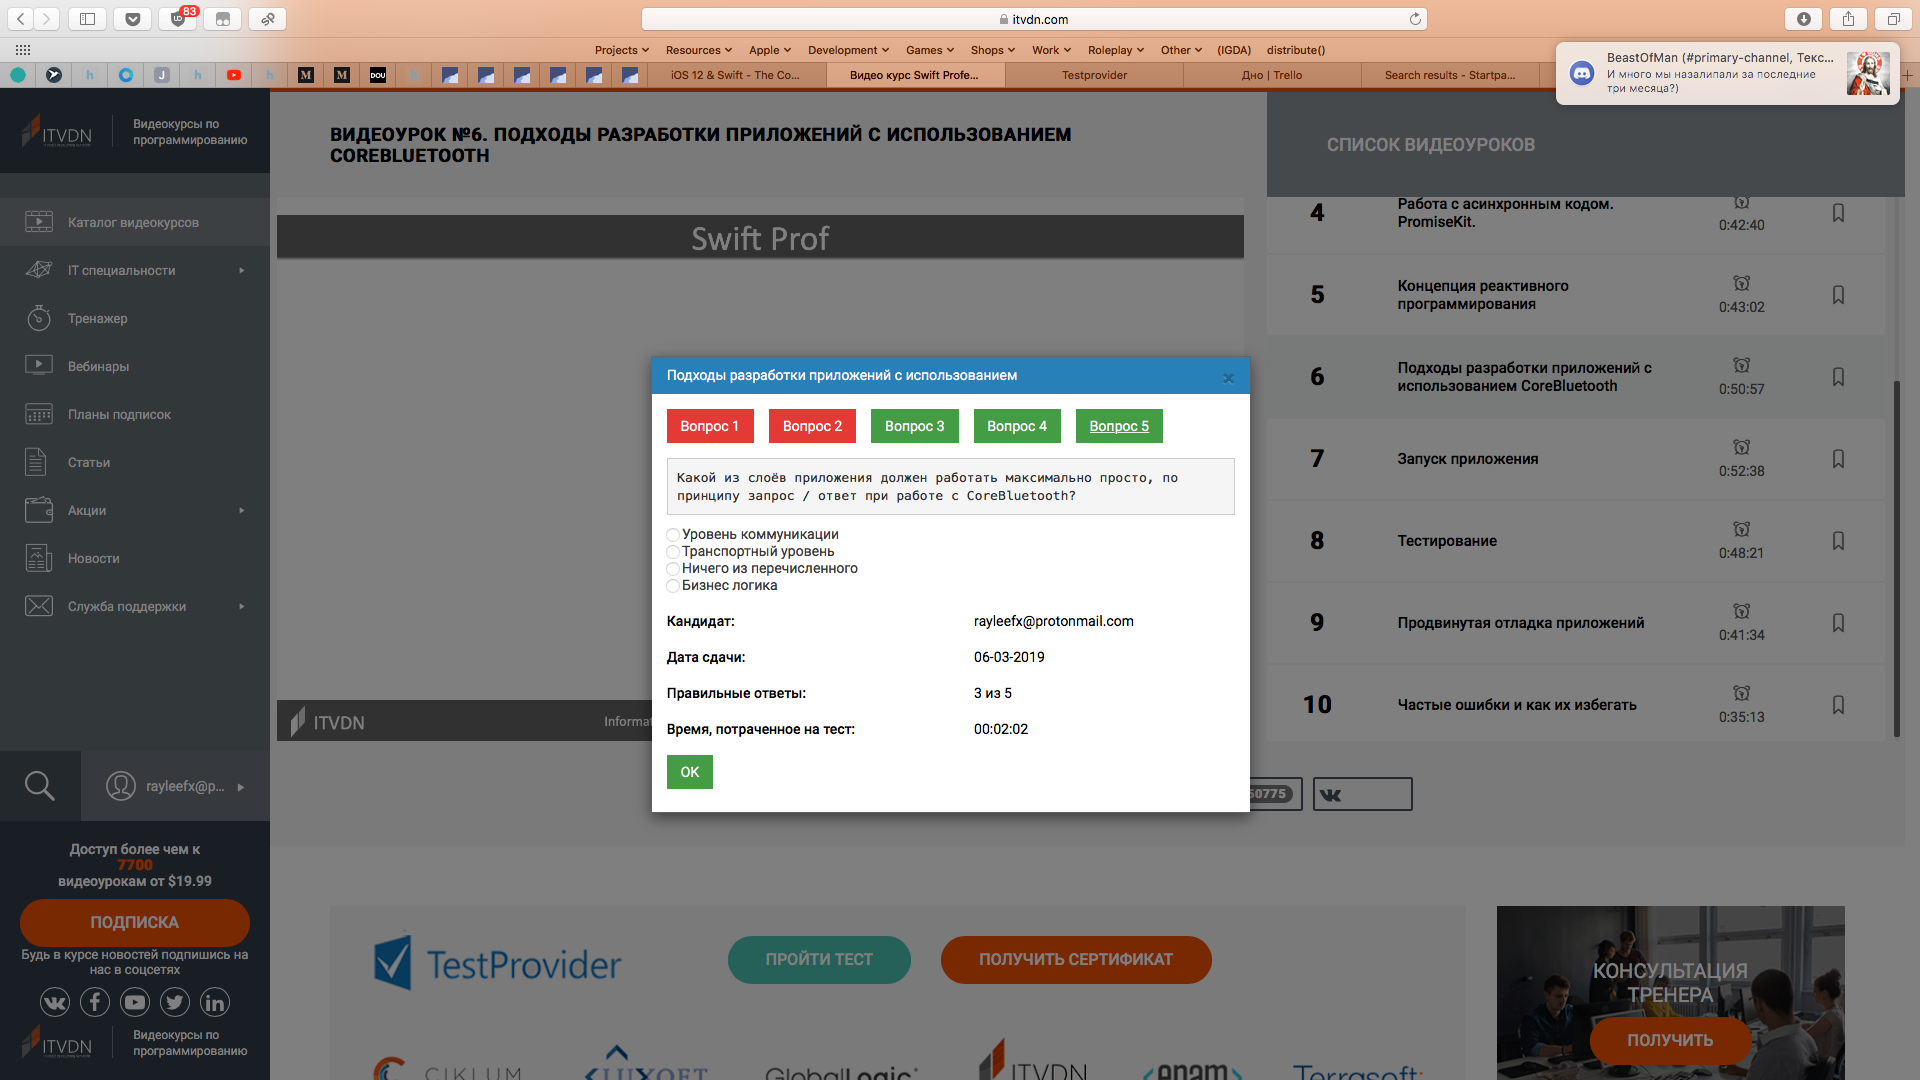 83
itvdn.com
Projects
Resources
Apple
Development
Games
Shops
Work
Roleplay
Other
(IGDA)
distribute()
h
J
h
h
M
M
DOU
h
iOS 12 & Swift - The Co...
Видео курс Swift Profe...
Testprovider
Дно | Trello
Search results - Startpa...
BeastOfMan (#primary-channel, Текс...
И много мы назалипали за последние
три месяца?)
ITVDN
Видеокурсы по
программированию
Каталог видеокурсов
IT специальности
Тренажер
Вебинары
Планы подписок
Статьи
Акции
Новости
Служба поддержки
rayleefx@p...
Доступ более чем к
7700
видеоурокам от $19.99
ПОДПИСКА
Будь в курсе новостей подпишись на
нас в соцсетях
ITVDN
Видеокурсы по
программированию
ВИДЕОУРОК №6. ПОДХОДЫ РАЗРАБОТКИ ПРИЛОЖЕНИЙ С ИСПОЛЬЗОВАНИЕМ
COREBLUETOOTH
Swift Prof
ITVDN
Informat
Подходы разработки приложений с использованием
×
Вопрос 1
Вопрос 2
Вопрос 3
Вопрос 4
Вопрос 5
Какой из слоёв приложения должен работать максимально просто, по
принципу запрос / ответ при работе с CoreBluetooth?
Уровень коммуникации
Транспортный уровень
Ничего из перечисленного
Бизнес логика
Кандидат:
rayleefx@protonmail.com
Дата сдачи:
06-03-2019
Правильные ответы:
3 из 5
Время, потраченное на тест:
00:02:02
OK
СПИСОК ВИДЕОУРОКОВ
4
Работа с асинхронным кодом.
PromiseKit.
0:42:40
5
Концепция реактивного
программирования
0:43:02
6
Подходы разработки приложений с
использованием CoreBluetooth
0:50:57
7
Запуск приложения
0:52:38
8
Тестирование
0:48:21
9
Продвинутая отладка приложений
0:41:34
10
Частые ошибки и как их избегать
0:35:13
50775
TestProvider
ПРОЙТИ ТЕСТ
ПОЛУЧИТЬ СЕРТИФИКАТ
CIKLUM
LUXOFT
GlobalLogic
ITVDN
epam
Terrasoft
КОНСУЛЬТАЦИЯ
ТРЕНЕРА
ПОЛУЧИТЬ